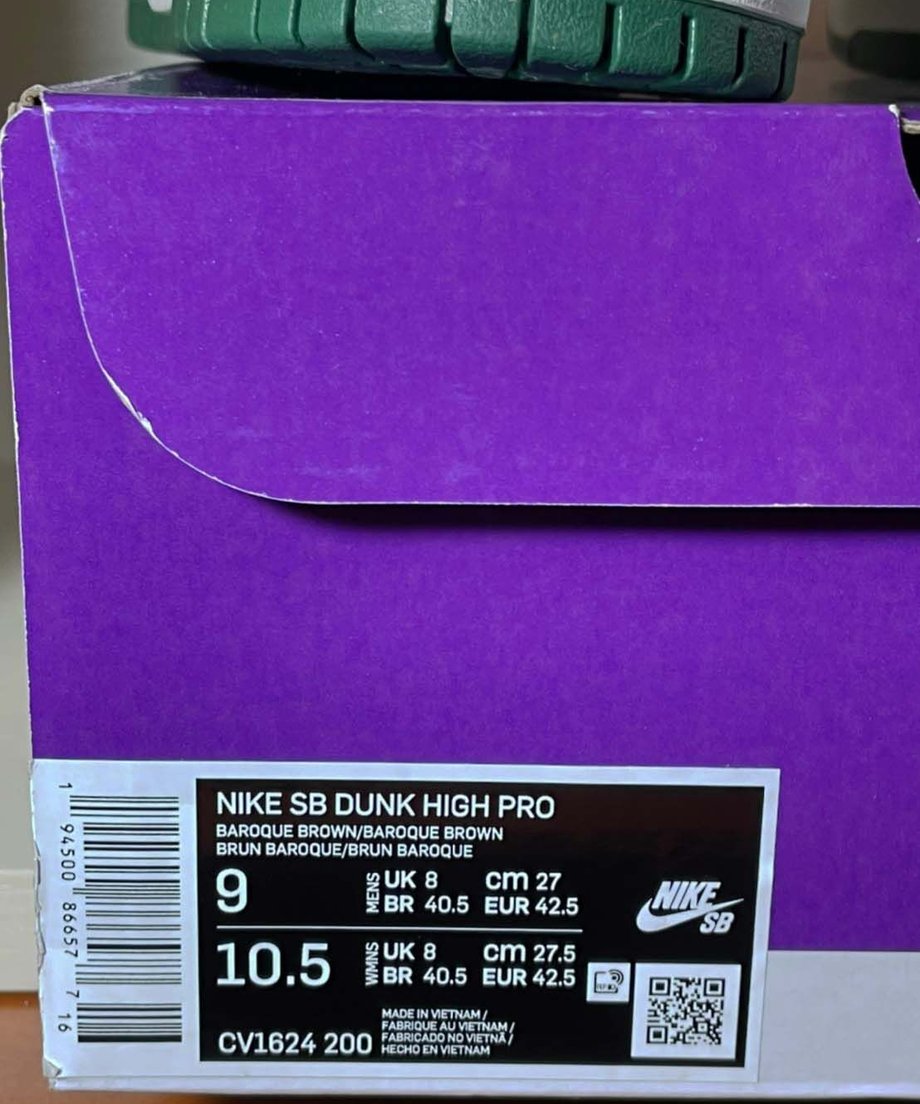 NIKE SB DUNK HIGH PRO
BAROQUE BROWN/BAROQUE BROWN
BRUN BAROQUE/BRUN BAROQUE
9 MENS UK 8 cm 27
BR 40.5 EUR 42.5
10.5 WMNS UK 8 cm 27.5
BR 40.5 EUR 42.5
CV1624 200
MADE IN VIETNAM /
FABRIQUE AU VIETNAM /
FABRICADO NO VIETNÃ /
HECHO EN VIETNAM
NIKE
SB
1 94500 86657 7 16